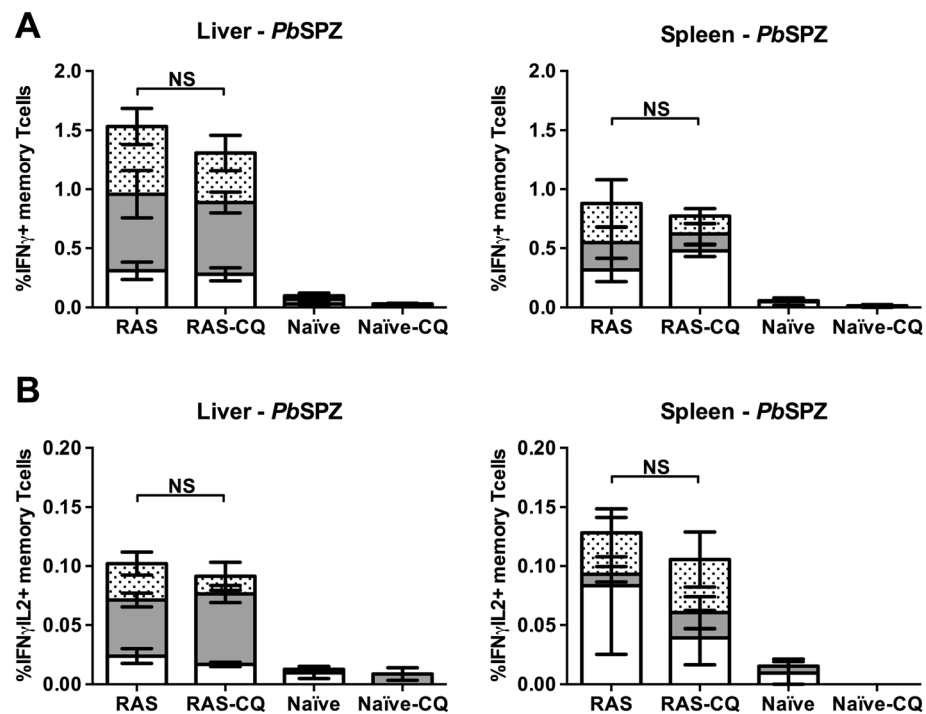 A
Liver - PbSPZ
%IFNγ+ memory Tcells
2.0
1.5
1.0
0.5
0.0
NS
RAS
RAS-CQ
Naïve
Naïve-CQ
Spleen - PbSPZ
%IFNγ+ memory Tcells
2.0
1.5
1.0
0.5
0.0
NS
RAS
RAS-CQ
Naïve
Naïve-CQ
B
Liver - PbSPZ
%IFNγIL2+ memory Tcells
0.20
0.15
0.10
0.05
0.00
NS
RAS
RAS-CQ
Naïve
Naïve-CQ
Spleen - PbSPZ
%IFNγIL2+ memory Tcells
0.20
0.15
0.10
0.05
0.00
NS
RAS
RAS-CQ
Naïve
Naïve-CQ